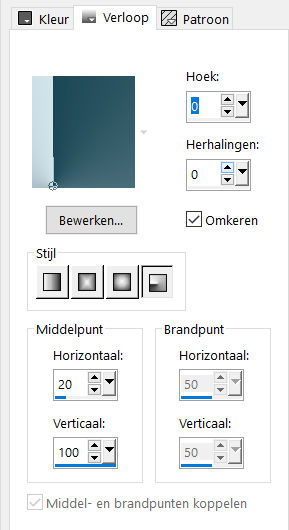 Kleur Verloop Patroon
Hoek:
0
Herhalingen:
0
Bewerken...
Omkeren
Stijl
Middelpunt Brandpunt
Horizontaal: Horizontaal:
20 50
Verticaal: Verticaal:
100 50
Middel- en brandpunten koppelen